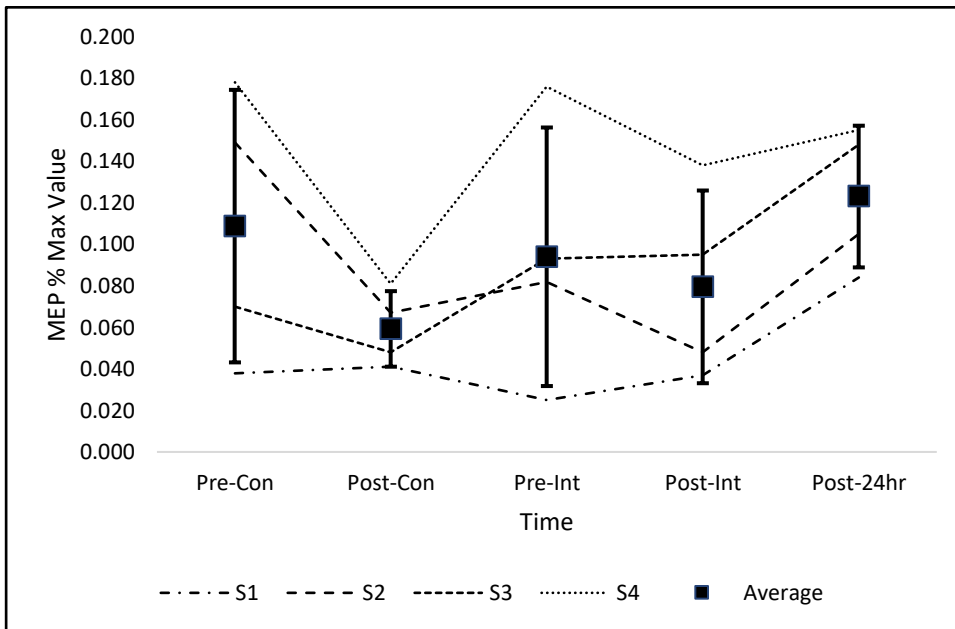 0.200
0.180
0.160
0.140
0.120
0.100
0.080
0.060
0.040
0.020
0.000
MEP % Max Value
Pre-Con Post-Con Pre-Int Post-Int Post-24hr
Time
S1 S2 S3 S4 Average